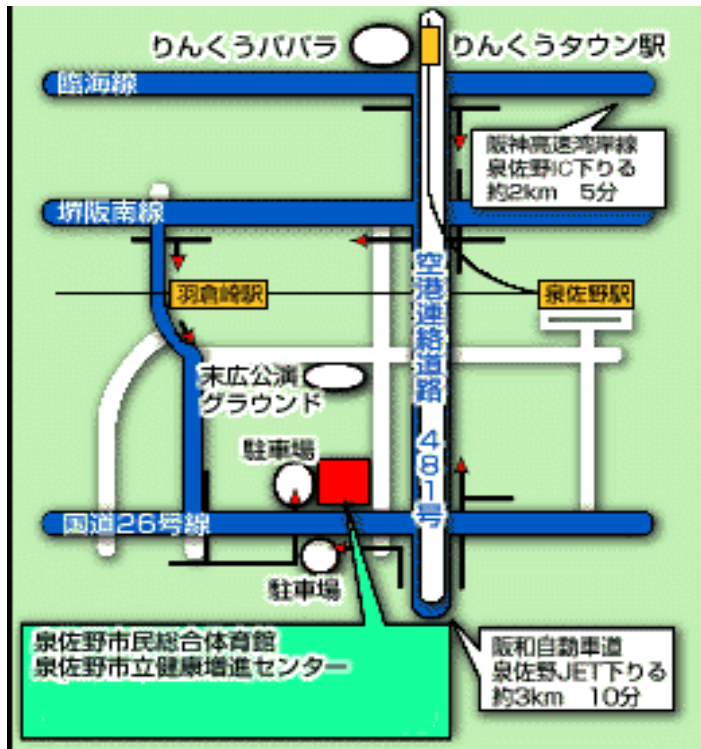 りんくうパパラ
りんくうタウン駅
臨海線
阪神高速湾岸線
泉佐野IC下りる
約2km 5分
堺阪南線
空港連絡道路 481号
羽倉崎駅
泉佐野駅
末広公演
グラウンド
駐車場
国道26号線
駐車場
泉佐野市民総合体育館
泉佐野市立健康増進センター
阪和自動車道
泉佐野JET下りる
約3km 10分